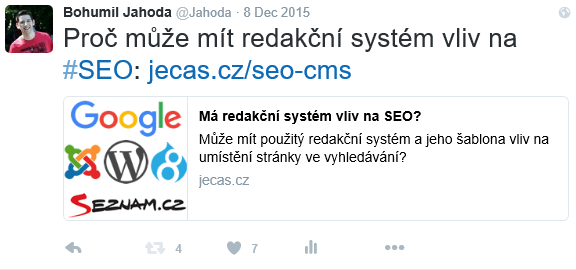 Bohumil Jahoda @Jahoda · 8 Dec 2015
Proč může mít redakční systém vliv na
#SEO: jecas.cz/seo-cms
Google
SEZNAM.CZ
Má redakční systém vliv na SEO?
Může mít použitý redakční systém a jeho šablona vliv na
umístění stránky ve vyhledávání?
jecas.cz
4
7